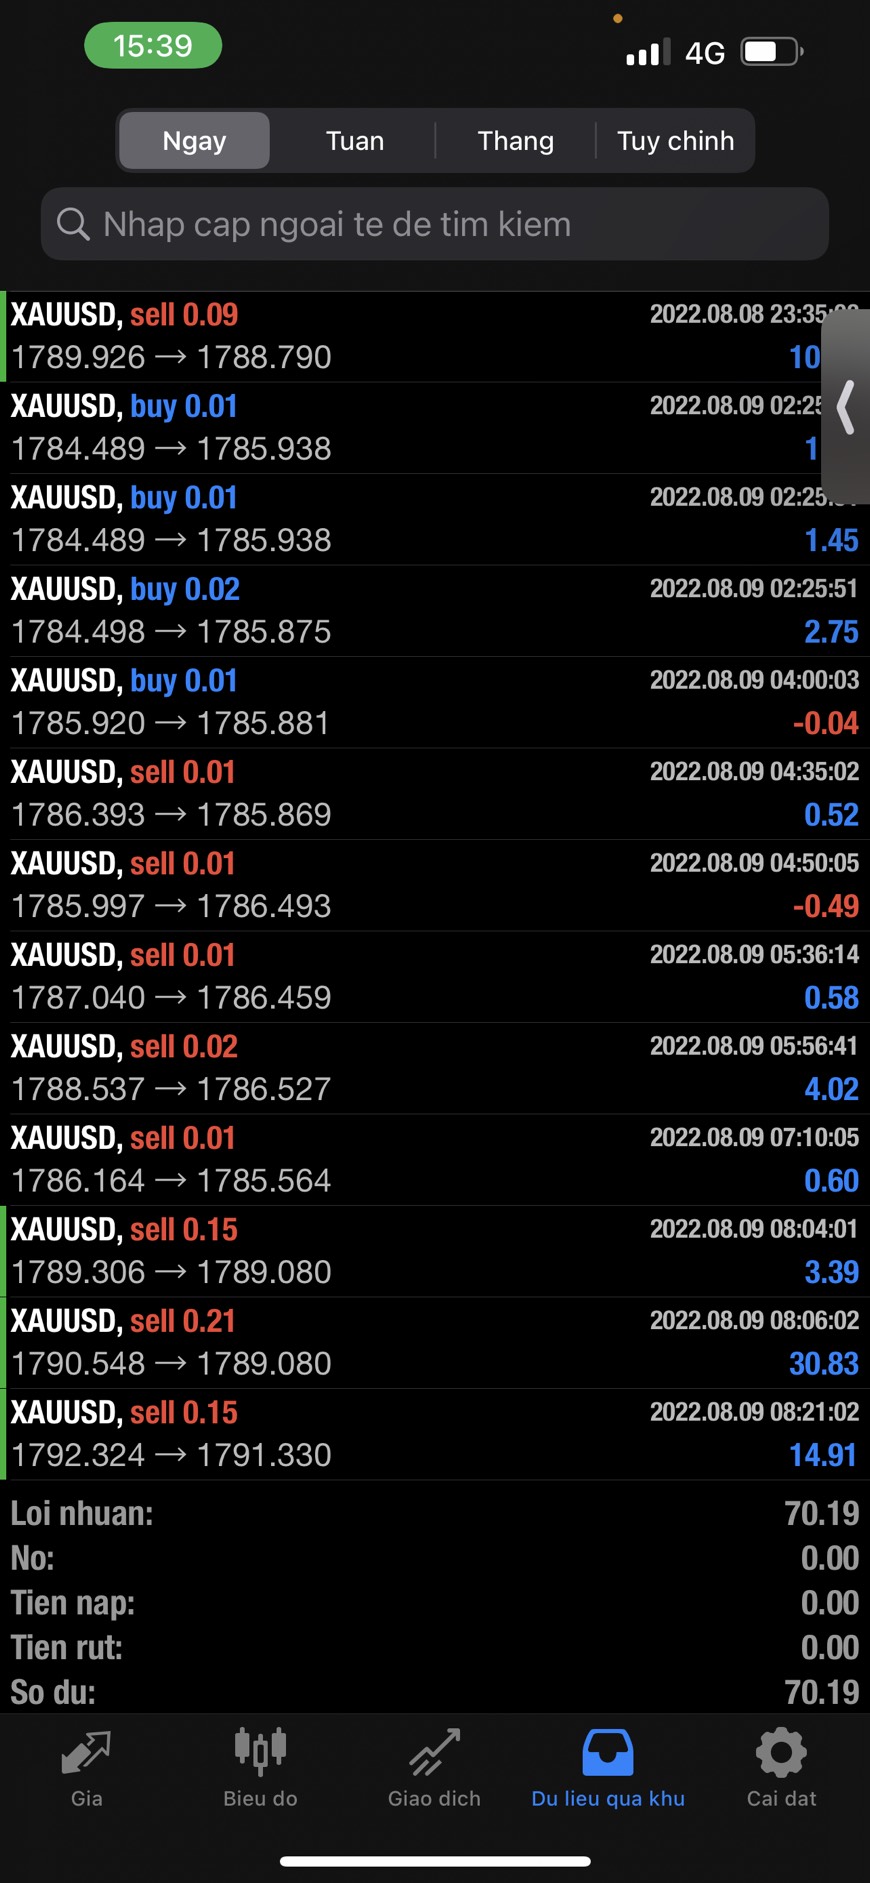 15:39
4G
Ngay Tuan Thang Tuy chinh
Nhap cap ngoai te de tim kiem
XAUUSD, sell 0.09 2022.08.08 23:35
1789.926 → 1788.790 10
XAUUSD, buy 0.01 2022.08.09 02:25
1784.489 → 1785.938 1
XAUUSD, buy 0.01 2022.08.09 02:25
1784.489 → 1785.938 1.45
XAUUSD, buy 0.02 2022.08.09 02:25:51
1784.498 → 1785.875 2.75
XAUUSD, buy 0.01 2022.08.09 04:00:03
1785.920 → 1785.881 -0.04
XAUUSD, sell 0.01 2022.08.09 04:35:02
1786.393 → 1785.869 0.52
XAUUSD, sell 0.01 2022.08.09 04:50:05
1785.997 → 1786.493 -0.49
XAUUSD, sell 0.01 2022.08.09 05:36:14
1787.040 → 1786.459 0.58
XAUUSD, sell 0.02 2022.08.09 05:56:41
1788.537 → 1786.527 4.02
XAUUSD, sell 0.01 2022.08.09 07:10:05
1786.164 → 1785.564 0.60
XAUUSD, sell 0.15 2022.08.09 08:04:01
1789.306 → 1789.080 3.39
XAUUSD, sell 0.21 2022.08.09 08:06:02
1790.548 → 1789.080 30.83
XAUUSD, sell 0.15 2022.08.09 08:21:02
1792.324 → 1791.330 14.91
Loi nhuan: 70.19
No: 0.00
Tien nap: 0.00
Tien rut: 0.00
So du: 70.19
Gia Bieu do Giao dich Du lieu qua khu Cai dat